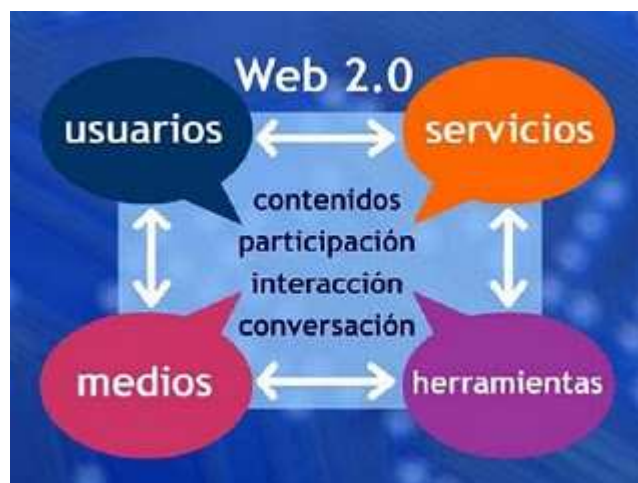 Web 2.0
usuarios
servicios
contenidos
participación
interacción
conversación
medios
herramientas